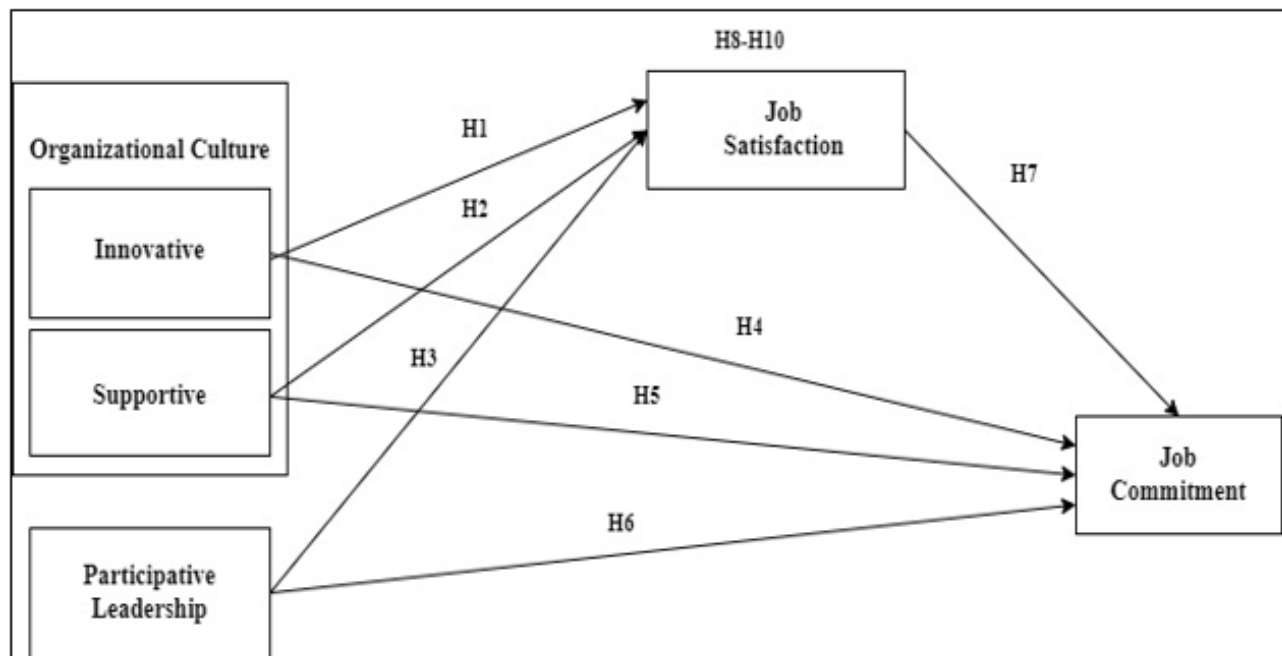 H8-H10
Job
Satisfaction
H1
Organizational Culture
H7
H2
Innovative
H4
H3
Supportive
H5
Job
Commitment
H6
Participative
Leadership